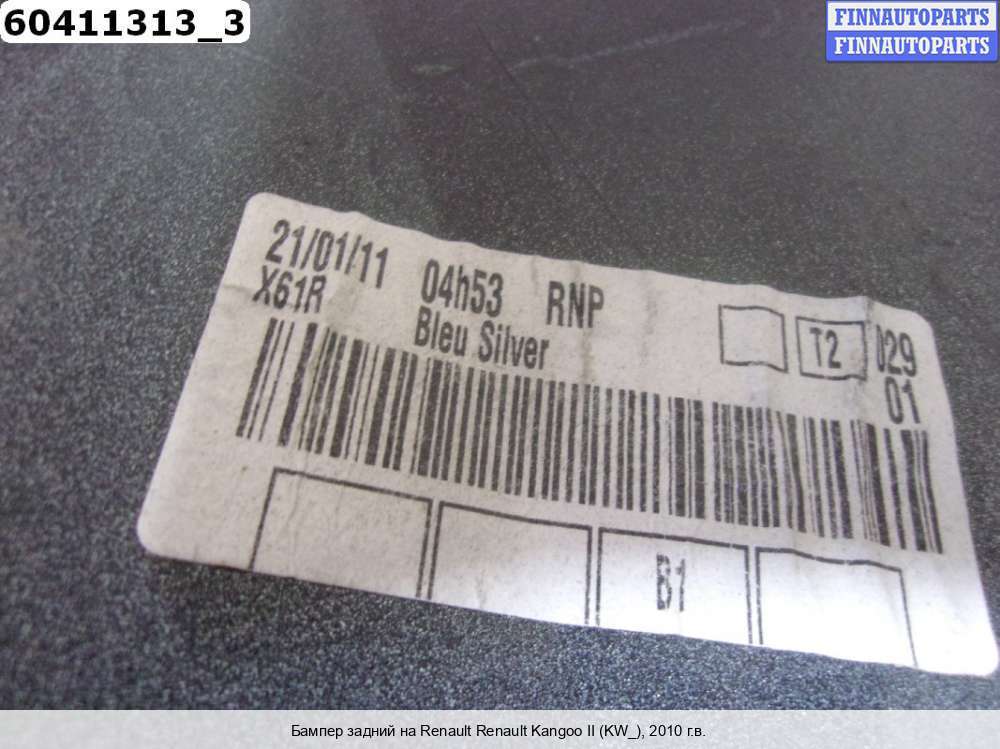 60411313_3
FINNAUTOPARTS
FINNAUTOPARTS
21/01/11 04h53 RNP
X61R Bleu Silver
T2 029
01
B1
Бампер задний на Renault Renault Kangoo II (KW_), 2010 г.в.